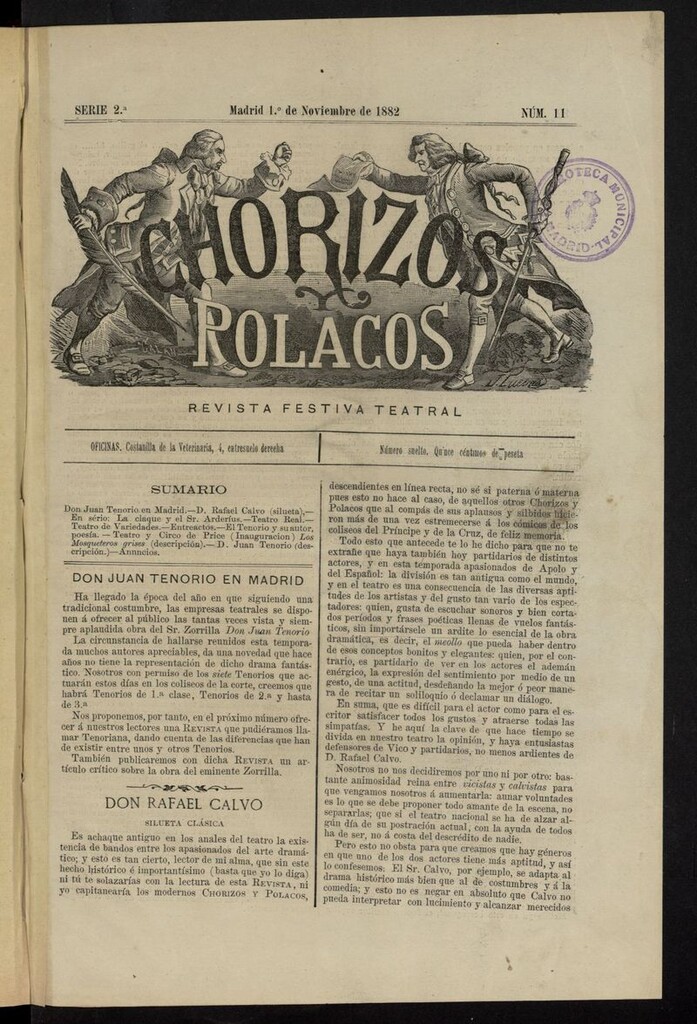 SERIE 2.ª
Madrid 1.º de Noviembre de 1882
NÚM. 11
CHORIZOS
Y
POLACOS
REVISTA FESTIVA TEATRAL
OFICINAS. Costanilla de la Veterinaria, 4, entresuelo derecha
Número suelto, Quince céntimos de peseta
SUMARIO
Don Juan Tenorio en Madrid.—D. Rafael Calvo (silueta),—
En sério: La claque y el Sr. Arderíus.—Teatro Real.—
Teatro de Variedades.—Entreactos.—El Tenorio y su autor,
poesía.—Teatro y Circo de Price (Inauguracion) Los
Mosqueteros grises (descripción).—D. Juan Tenorio (des-
cripción.)—Anuncios.
DON JUAN TENORIO EN MADRID
Ha llegado la época del año en que siguiendo una
tradicional costumbre, las empresas teatrales se dispo-
nen á ofrecer al público las tantas veces vista y siem-
pre aplaudida obra del Sr. Zorrilla Don Juan Tenorio
La circunstancia de hallarse reunidos esta tempora-
da muchos autores apreciables, da una novedad que hace
años no tiene la representación de dicho drama fantás-
tico. Nosotros con permiso de los siete Tenorios que ac-
tuarán estos dias en los coliseos de la corte, creemos que
habrá Tenorios de 1.ª clase, Tenorios de 2.ª y hasta
de 3.ª
Nos proponemos, por tanto, en el próximo número ofre-
cer á nuestros lectores una REVISTA que pudiéramos lla-
mar Tenoriana, dando cuenta de las diferencias que han
de existir entre unos y otros Tenorios.
También publicaremos con dicha REVISTA un ar-
tículo crítico sobre la obra del eminente Zorrilla.
DON RAFAEL CALVO
SILUETA CLÁSICA
Es achaque antiguo en los anales del teatro la exis-
tencia de bandos entre los apasionados del arte dramá-
tico; y esto es tan cierto, lector de mi alma, que sin este
hecho histórico é importantísimo (basta que yo lo diga)
ni tú te solazarías con la lectura de esta REVISTA, ni
yo capitanearía los modernos CHORIZOS Y POLACOS,
descendientes en línea recta, no sé si paterna ó materna
pues esto no hace al caso, de aquellos otros Chorizos y
Polacos que al compás de sus aplausos y silbidos hicie-
ron más de una vez estremecerse á los cómicos de los
coliseos del Príncipe y de la Cruz, de feliz memoria.
Todo esto que antecede te lo he dicho para que no te
extrañe que haya también hoy partidarios de distintos
actores, y en esta temporada apasionados de Apolo y
del Español: la división es tan antigua como el mundo,
y en el teatro es una consecuencia de las diversas apti-
tudes de los artistas y del gusto tan vario de los espec-
tadores: quien, gusta de escuchar sonoros y bien corta-
dos períodos y frases poéticas llenas de vuelos fantás-
ticos, sin importársele un ardite lo esencial de la obra
dramática, es decir, el meollo que pueda haber dentro
de esos conceptos bonitos y elegantes: quien, por el con-
trario, es partidario de ver en los actores el ademán
enérgico, la expresión del sentimiento por medio de un
gesto, de una actitud, desdeñando la mejor ó peor mane-
ra de recitar un soliloquio ó declamar un diálogo.
En suma, que es difícil para el actor como para el es-
critor satisfacer todos los gustos y atraerse todas las
simpatías. Y he aquí la clave de que hace tiempo se
divida en nuestro teatro la opinión, y haya entusiastas
defensores de Vico y partidarios, no menos ardientes de
D. Rafael Calvo.
Nosotros no nos decidiremos por uno ni por otro: bas-
tante animosidad reina entre vicistas y calvistas para
que vengamos nosotros á aumentarla: aunar voluntades
es lo que se debe proponer todo amante de la escena, no
separarlas; que si el teatro nacional se ha de alzar al-
gún día de su postración actual, con la ayuda de todos
ha de ser, no á costa del descrédito de nadie.
Pero esto no obsta para que creamos que hay géneros
en que uno de los dos actores tiene más aptitud, y así
lo confesemos. El Sr. Calvo, por ejemplo, se adapta al
drama histórico más bien que al de costumbres y á la
comedia; y esto no es negar en absoluto que Calvo no
pueda interpretar con lucimiento y alcanzar merecidos